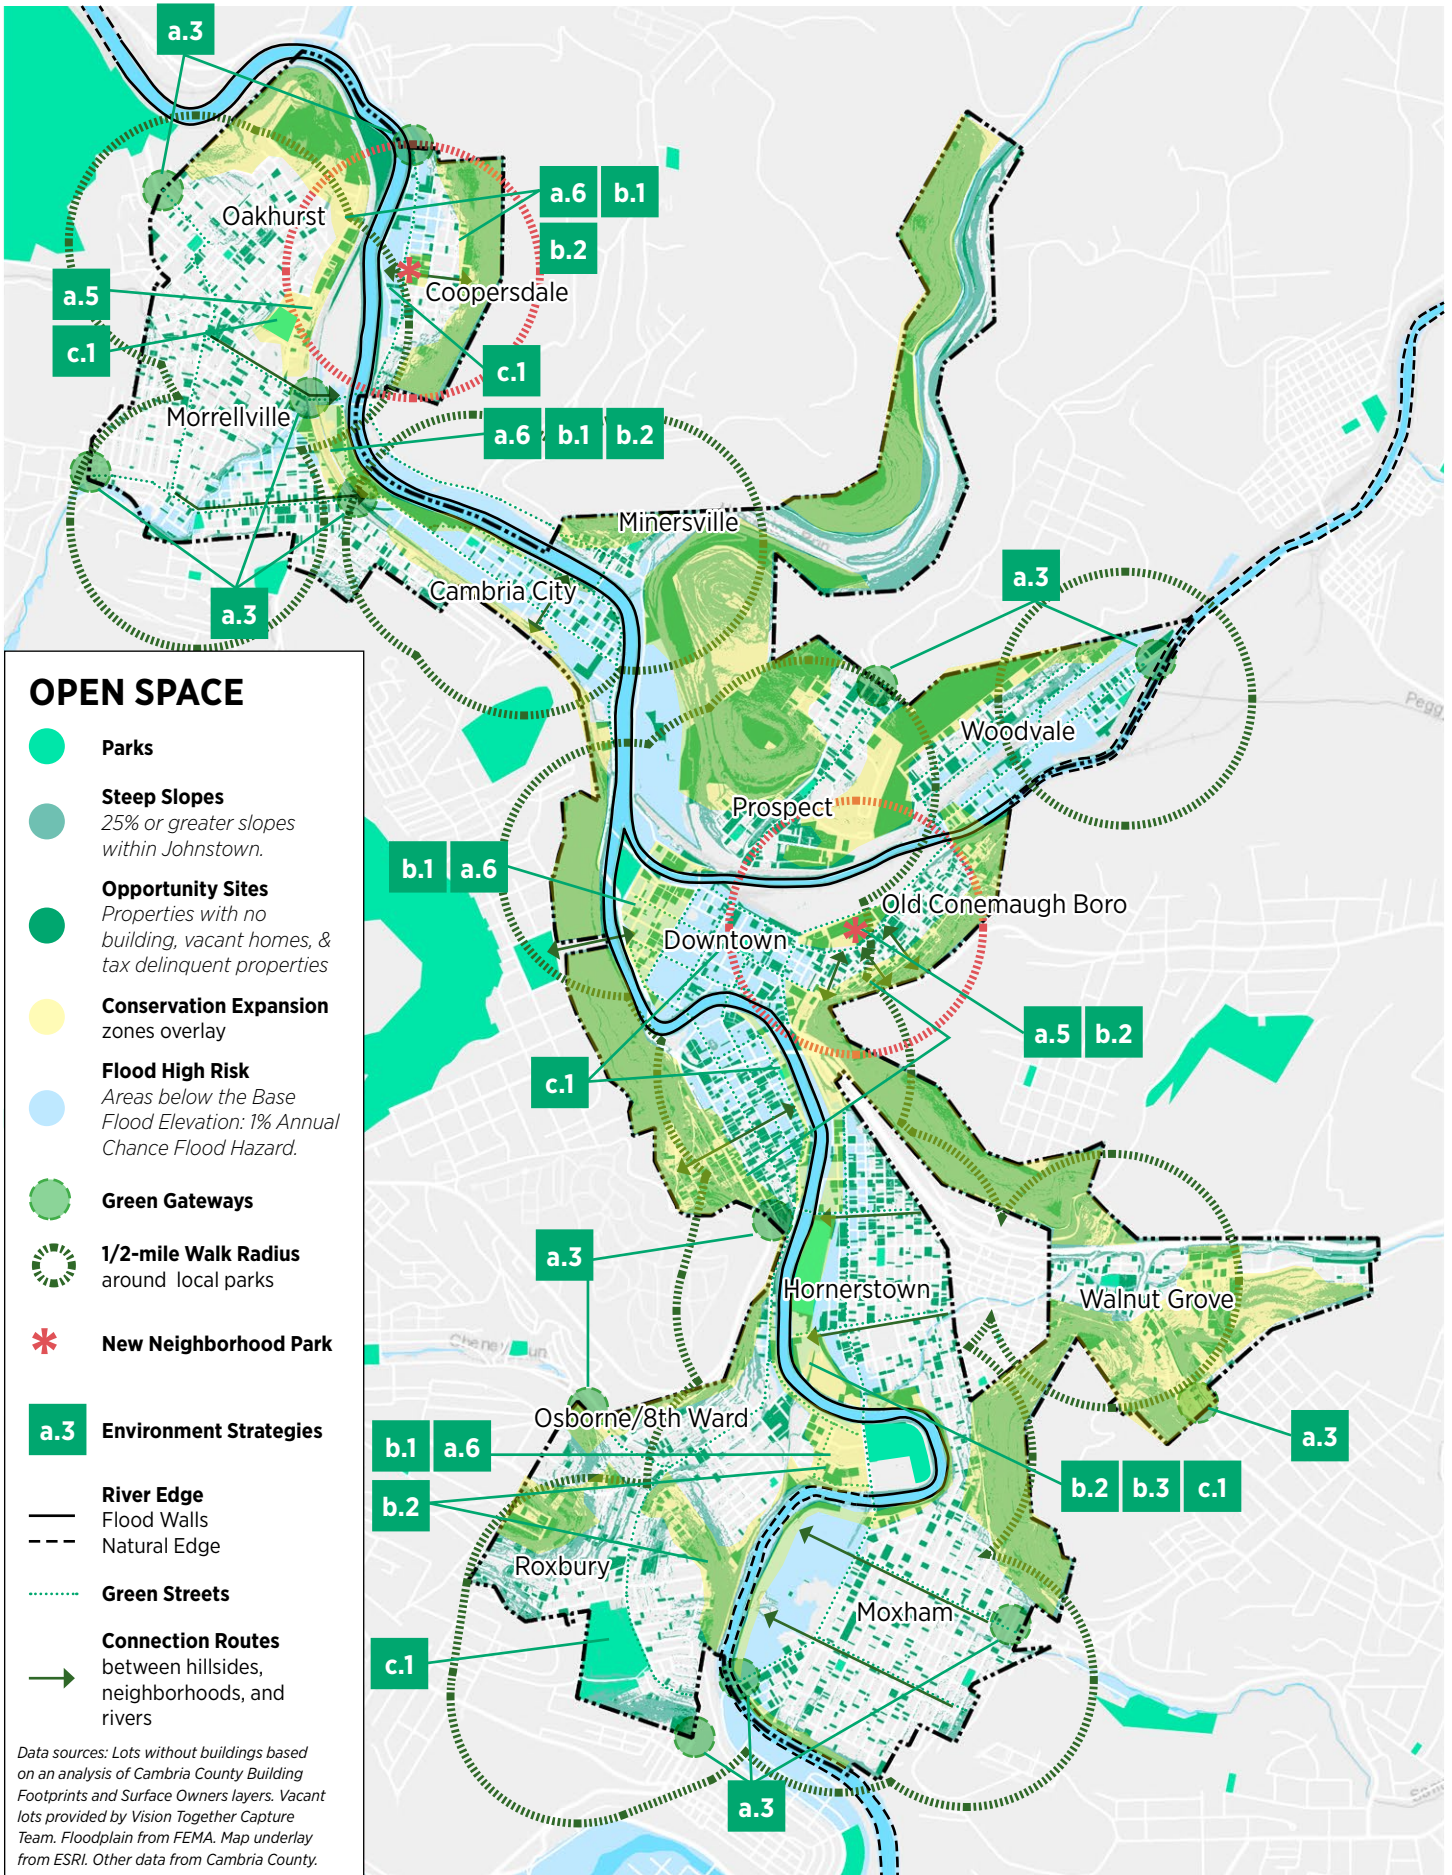 a.3
a.6 b.1
b.2
Oakhurst
Coopersdale
a.5
c.1
c.1
Morrellville
a.6 b.1 b.2
Minersville
Cambria City
a.3
a.3
Woodvale
Prospect
b.1 a.6
Old Conemaugh Boro
Downtown
a.5 b.2
c.1
a.3
Hornerstown
Walnut Grove
Osborne/8th Ward
a.3
b.1 a.6
b.2
b.2 b.3 c.1
Roxbury
Moxham
c.1
a.3
OPEN SPACE
Parks
Steep Slopes
25% or greater slopes
within Johnstown.
Opportunity Sites
Properties with no
building, vacant homes, &
tax delinquent properties
Conservation Expansion
zones overlay
Flood High Risk
Areas below the Base
Flood Elevation: 1% Annual
Chance Flood Hazard.
Green Gateways
1/2-mile Walk Radius
around local parks
New Neighborhood Park
a.3 Environment Strategies
River Edge
Flood Walls
Natural Edge
Green Streets
Connection Routes
between hillsides,
neighborhoods, and
rivers
Data sources: Lots without buildings based
on an analysis of Cambria County Building
Footprints and Surface Owners layers. Vacant
lots provided by Vision Together Capture
Team. Floodplain from FEMA. Map underlay
from ESRI. Other data from Cambria County.